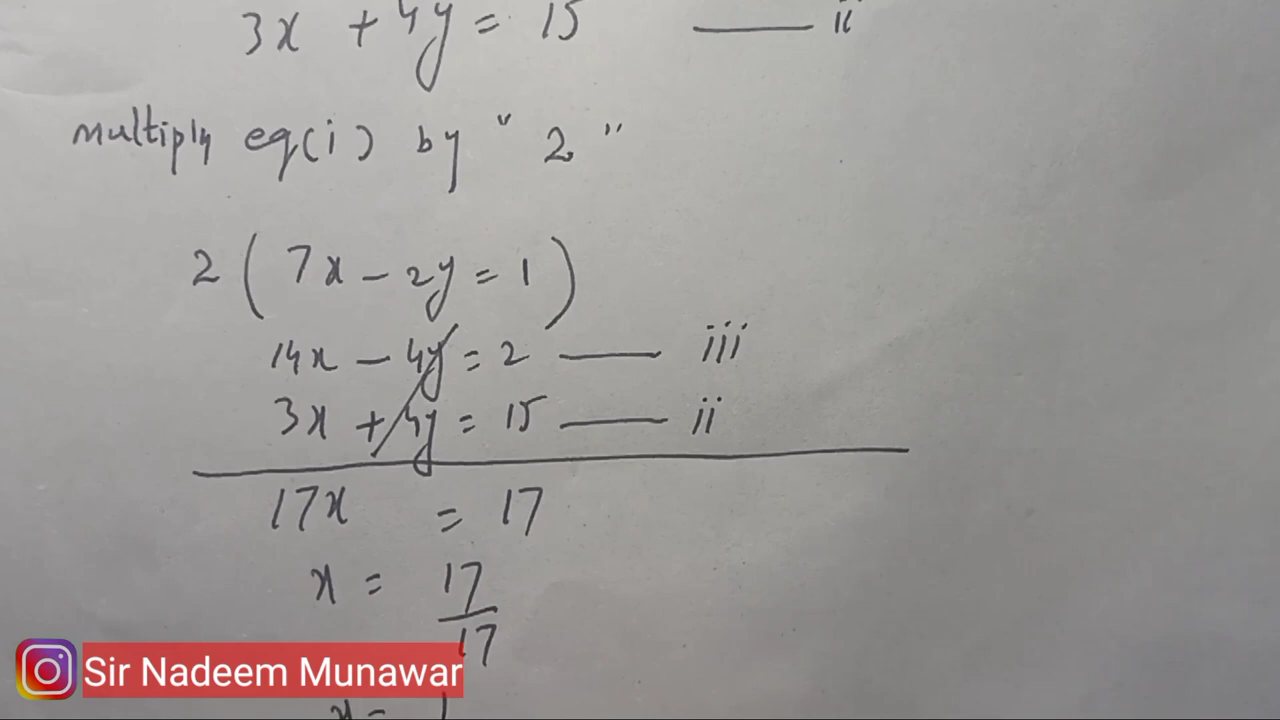 3x + 4y = 15 —— ii
multiply eq(i) by " 2 "
2 ( 7x - 2y = 1 )
14x - 4y = 2 —— iii
3x + 4y = 15 —— ii
17x = 17
x = 17/17
x = 1
Sir Nadeem Munawar